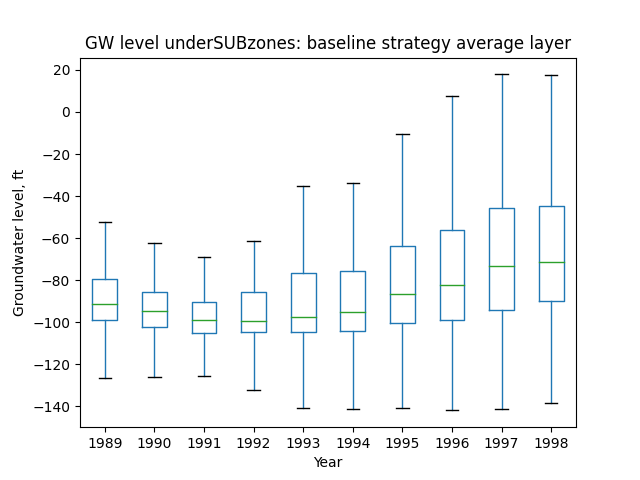 GW level underSUBzones: baseline strategy average layer
Groundwater level, ft
20
0
−20
−40
−60
−80
−100
−120
−140
1989 1990 1991 1992 1993 1994 1995 1996 1997 1998
Year